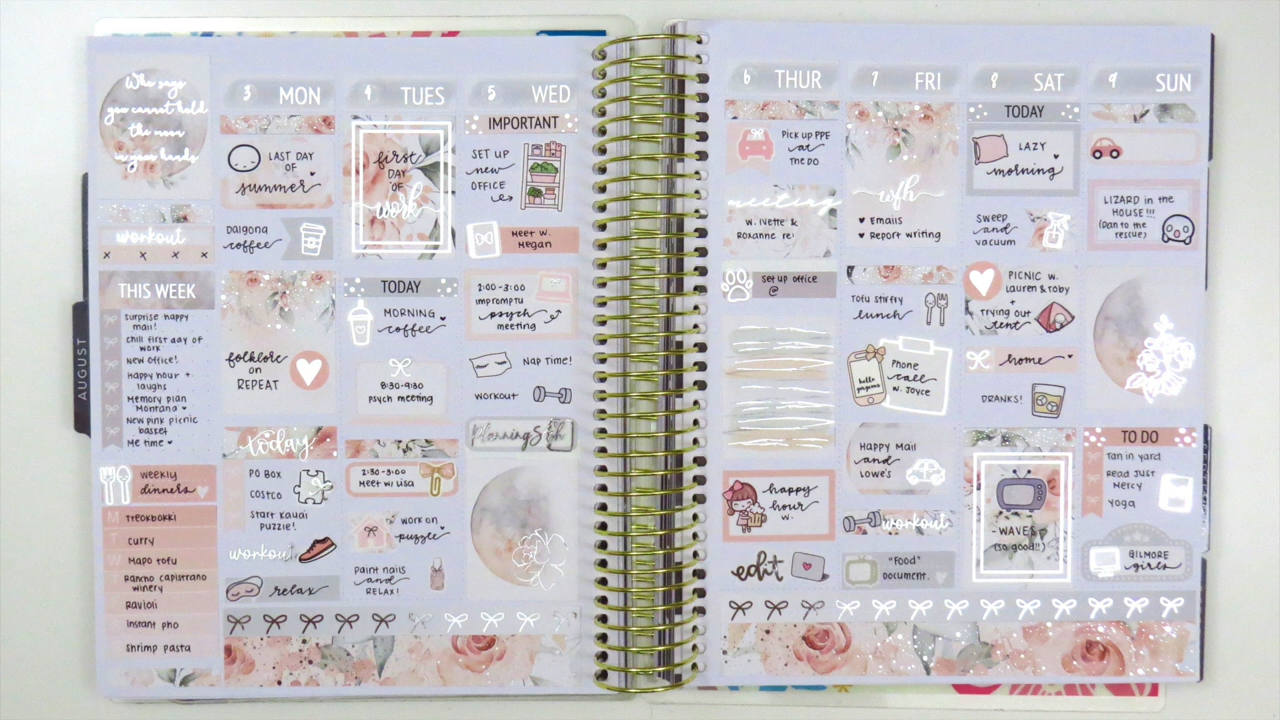 Who says
you cannot hold
the moon
in your hands
workout
THIS WEEK
surprise happy
mail!
chill first day of
work
New Office!
Happy hour +
laughs
Memory plan
Montana
New pink picnic
basket
Me time
AUGUST
weekly
dinners
M Tteokbokki
T curry
W Mapo tofu
Rancho Capistrano
winery
Ravioli
instant pho
shrimp pasta
3 MON
LAST DAY
OF
summer
Dalgona
coffee
folklore
on
REPEAT
today:
PO BOX
COSTCO
START Kauai
PUZZLE!
workout
relax
4 TUES
first
DAY
OF
work
TODAY
MORNING
coffee
8:30-9:30
psych meeting
2:30-3:00
Meet w/ Lisa
work on
puzzle
paint nails
and
RELAX!
5 WED
IMPORTANT
SET UP
new
OFFICE
Meet w.
Megan
2:00-3:00
impromptu
psych
meeting
NAP TIME!
WORKOUT
6 THUR
Pick up PPE
at
the DO
meeting
w. Ivette &
Roxanne re:
set up office
@
happy
hour
w.
edit
7 FRI
wfh
Emails
Report writing
Tofu stirfry
lunch
hello
gorgeous
Phone
call
w. Joyce
Happy Mail
and
Lowe's
workout
"Food"
DOCUMENT.
8 SAT
TODAY
LAZY
morning
Sweep
and
vacuum
PICNIC w.
Lauren & Toby
+
Trying out
tent
home
DRANKS!
- WAVES -
(so good!!)
9 SUN
LIZARD in the
HOUSE!!!
(Dan to the
rescue)
TO DO
Tan in yard
Read Just
Mercy
YOGA
GILMORE
girls